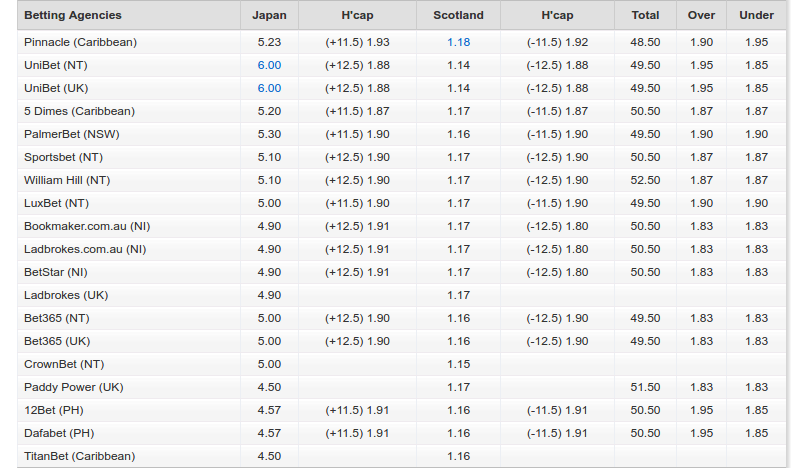 Betting Agencies Japan H'cap Scotland H'cap Total Over Under
Pinnacle (Caribbean) 5.23 (+11.5) 1.93 1.18 (-11.5) 1.92 48.50 1.90 1.95
UniBet (NT) 6.00 (+12.5) 1.88 1.14 (-12.5) 1.88 49.50 1.95 1.85
UniBet (UK) 6.00 (+12.5) 1.88 1.14 (-12.5) 1.88 49.50 1.95 1.85
5 Dimes (Caribbean) 5.20 (+11.5) 1.87 1.17 (-11.5) 1.87 50.50 1.87 1.87
PalmerBet (NSW) 5.30 (+11.5) 1.90 1.16 (-11.5) 1.90 49.50 1.90 1.90
Sportsbet (NT) 5.10 (+12.5) 1.90 1.17 (-12.5) 1.90 50.50 1.87 1.87
William Hill (NT) 5.10 (+12.5) 1.90 1.17 (-12.5) 1.90 52.50 1.87 1.87
LuxBet (NT) 5.00 (+11.5) 1.90 1.17 (-11.5) 1.90 49.50 1.90 1.90
Bookmaker.com.au (NI) 4.90 (+12.5) 1.91 1.17 (-12.5) 1.80 50.50 1.83 1.83
Ladbrokes.com.au (NI) 4.90 (+12.5) 1.91 1.17 (-12.5) 1.80 50.50 1.83 1.83
BetStar (NI) 4.90 (+12.5) 1.91 1.17 (-12.5) 1.80 50.50 1.83 1.83
Ladbrokes (UK) 4.90 1.17
Bet365 (NT) 5.00 (+12.5) 1.90 1.16 (-12.5) 1.90 49.50 1.83 1.83
Bet365 (UK) 5.00 (+12.5) 1.90 1.16 (-12.5) 1.90 49.50 1.83 1.83
CrownBet (NT) 5.00 1.15
Paddy Power (UK) 4.50 1.17 51.50 1.83 1.83
12Bet (PH) 4.57 (+11.5) 1.91 1.16 (-11.5) 1.91 50.50 1.95 1.85
Dafabet (PH) 4.57 (+11.5) 1.91 1.16 (-11.5) 1.91 50.50 1.95 1.85
TitanBet (Caribbean) 4.50 1.16